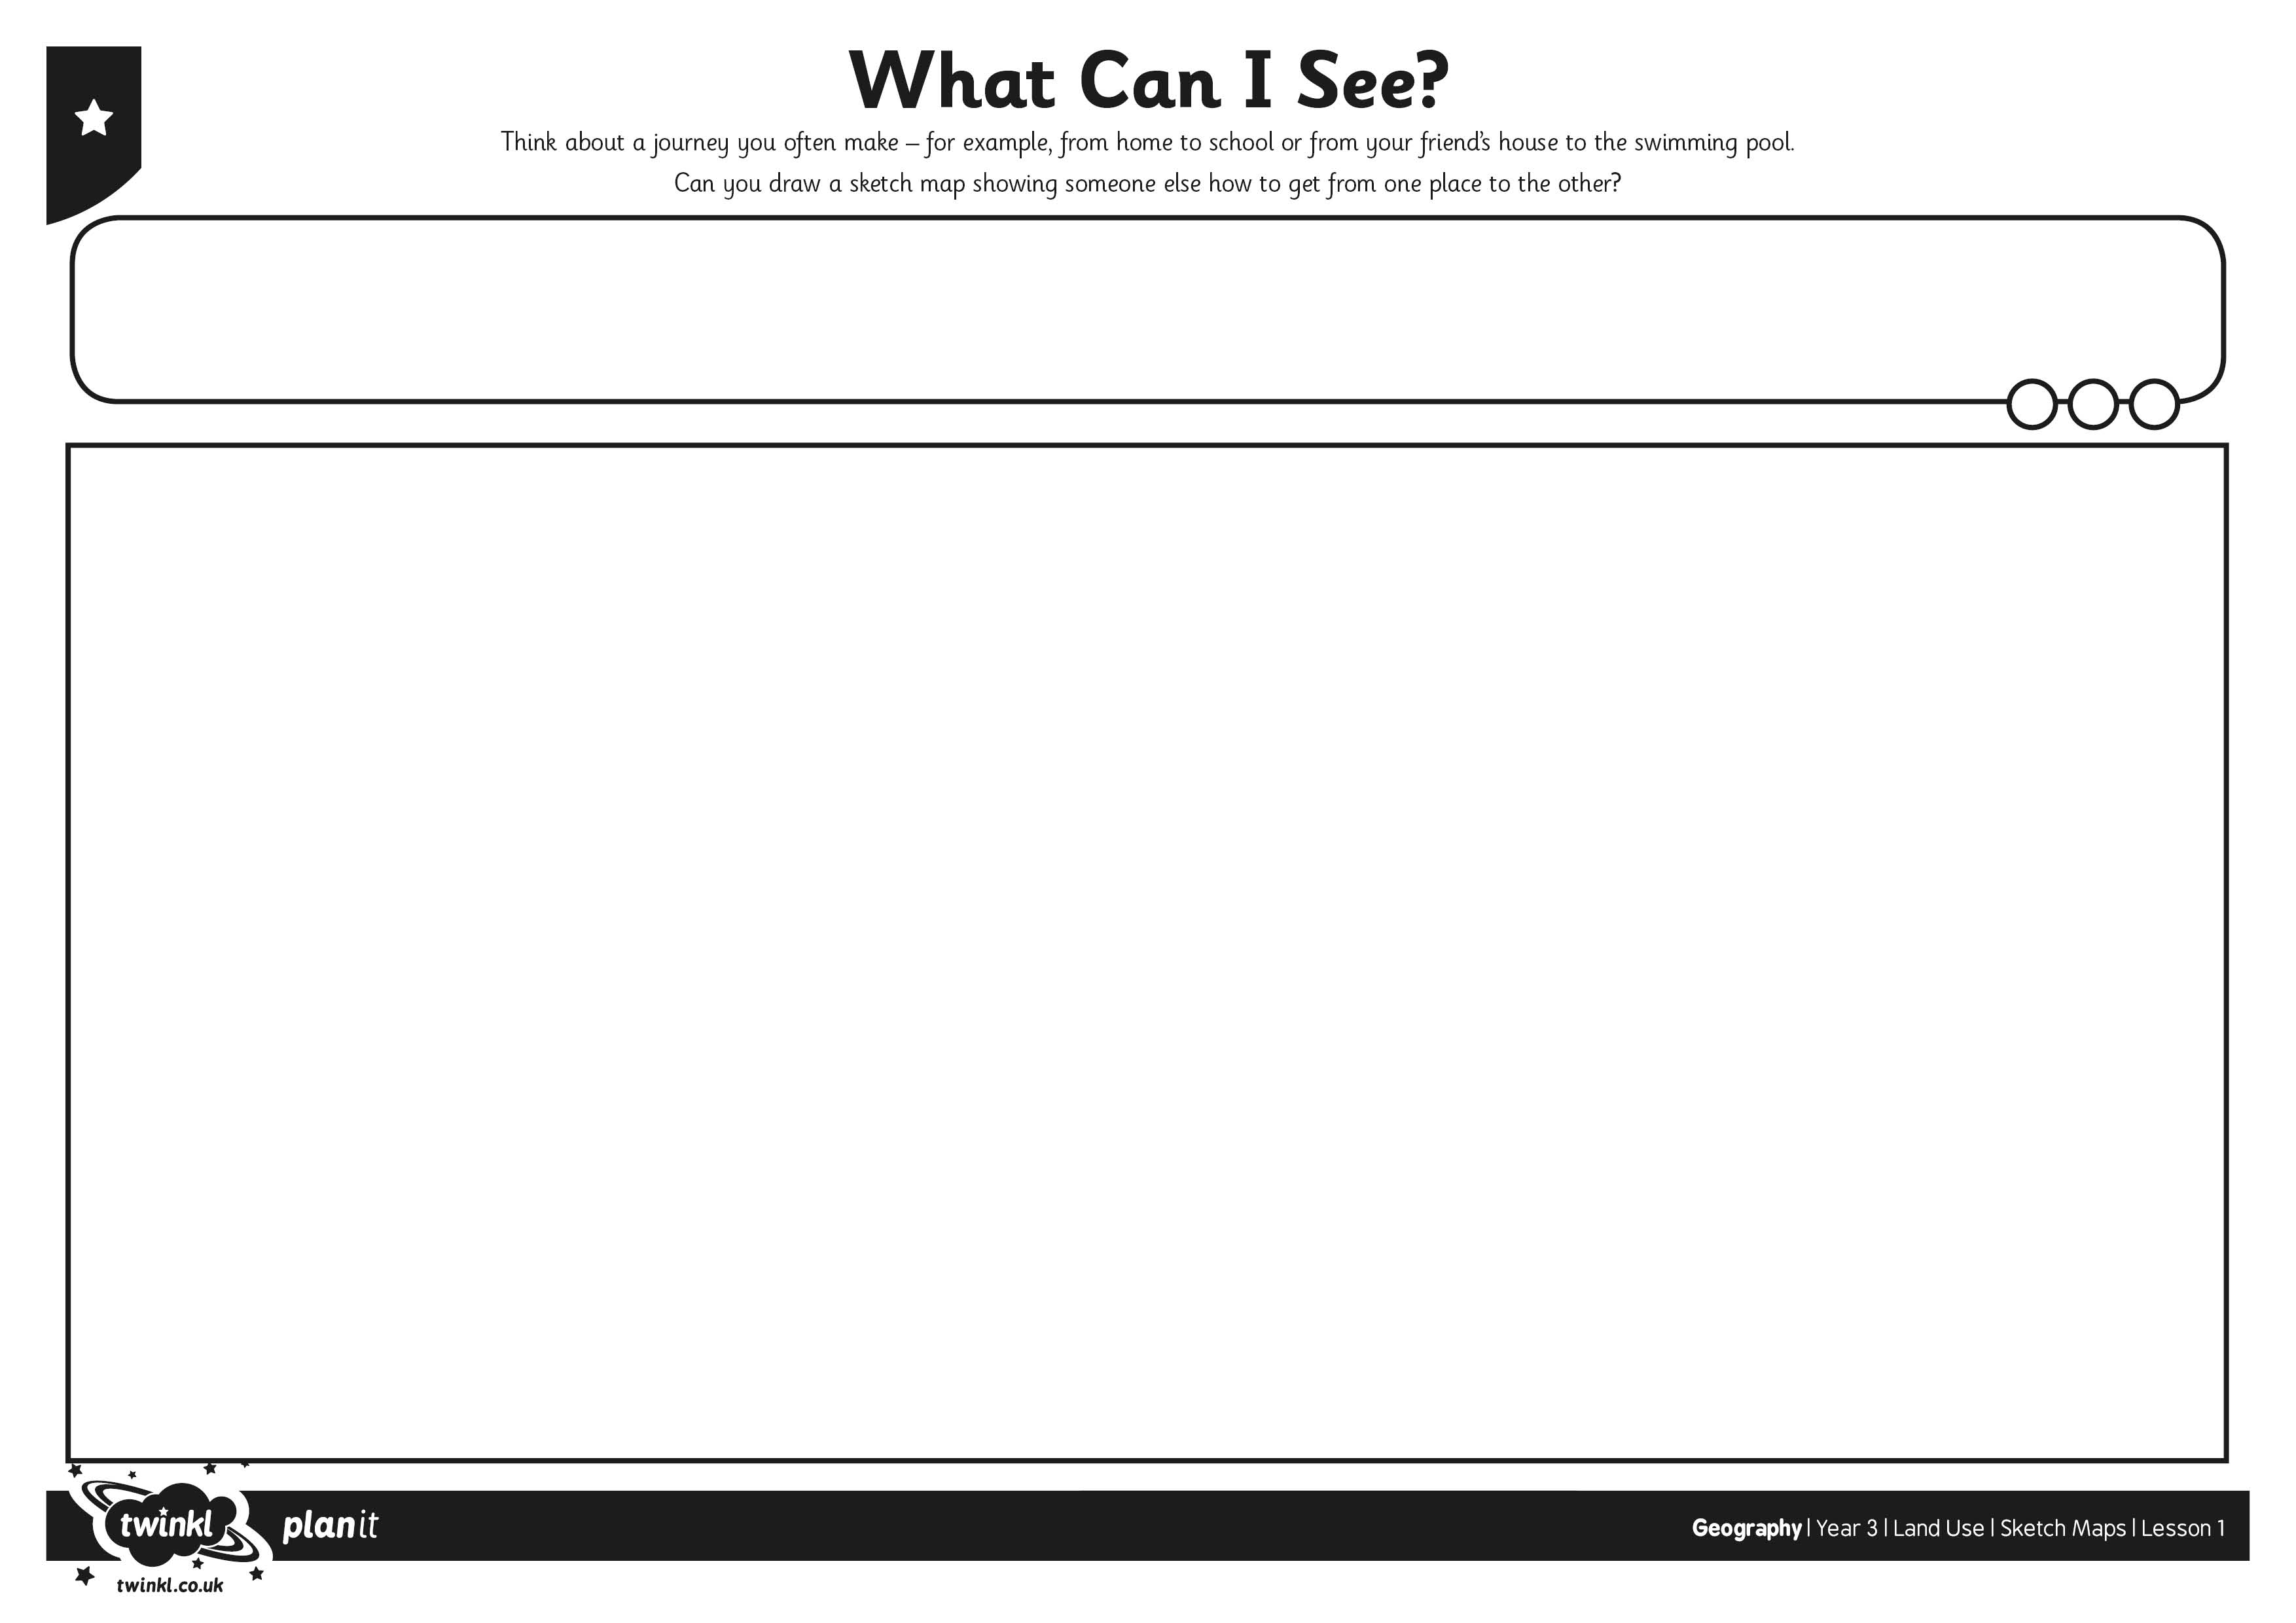 What Can I See?
Think about a journey you often make – for example, from home to school or from your friend's house to the swimming pool.
Can you draw a sketch map showing someone else how to get from one place to the other?
twinkl
planit
Geography | Year 3 | Land Use | Sketch Maps | Lesson 1
twinkl.co.uk